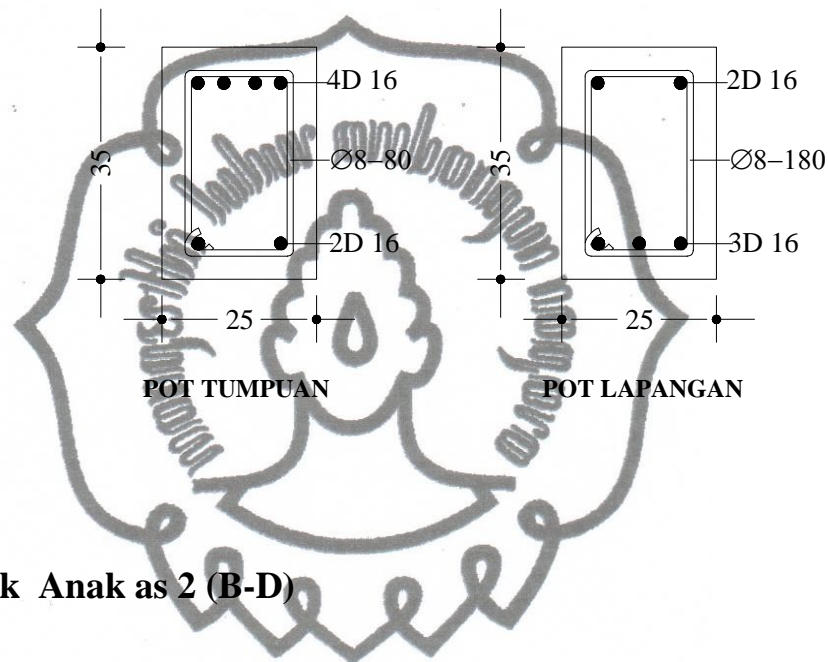 4D 16
Ø8–80
2D 16
35
25
POT TUMPUAN
2D 16
Ø8–180
3D 16
35
25
POT LAPANGAN
k Anak as 2 (B-D)